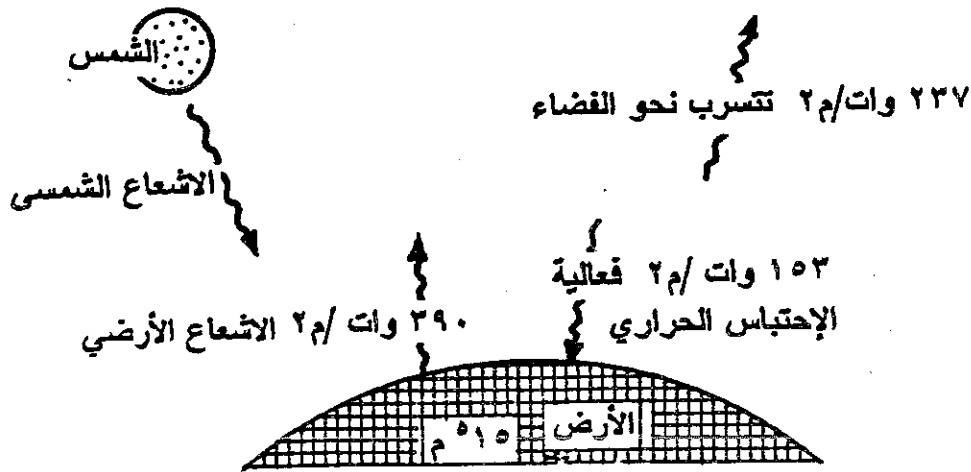 الشمس
٢٣٧ وات/م٢ تتسرب نحو الفضاء
الاشعاع الشمسى
١٥٣ وات /م٢ فعالية
الإحتباس الحراري
٣٩٠ وات /م٢ الاشعاع الأرضي
الأرض
١٥° م